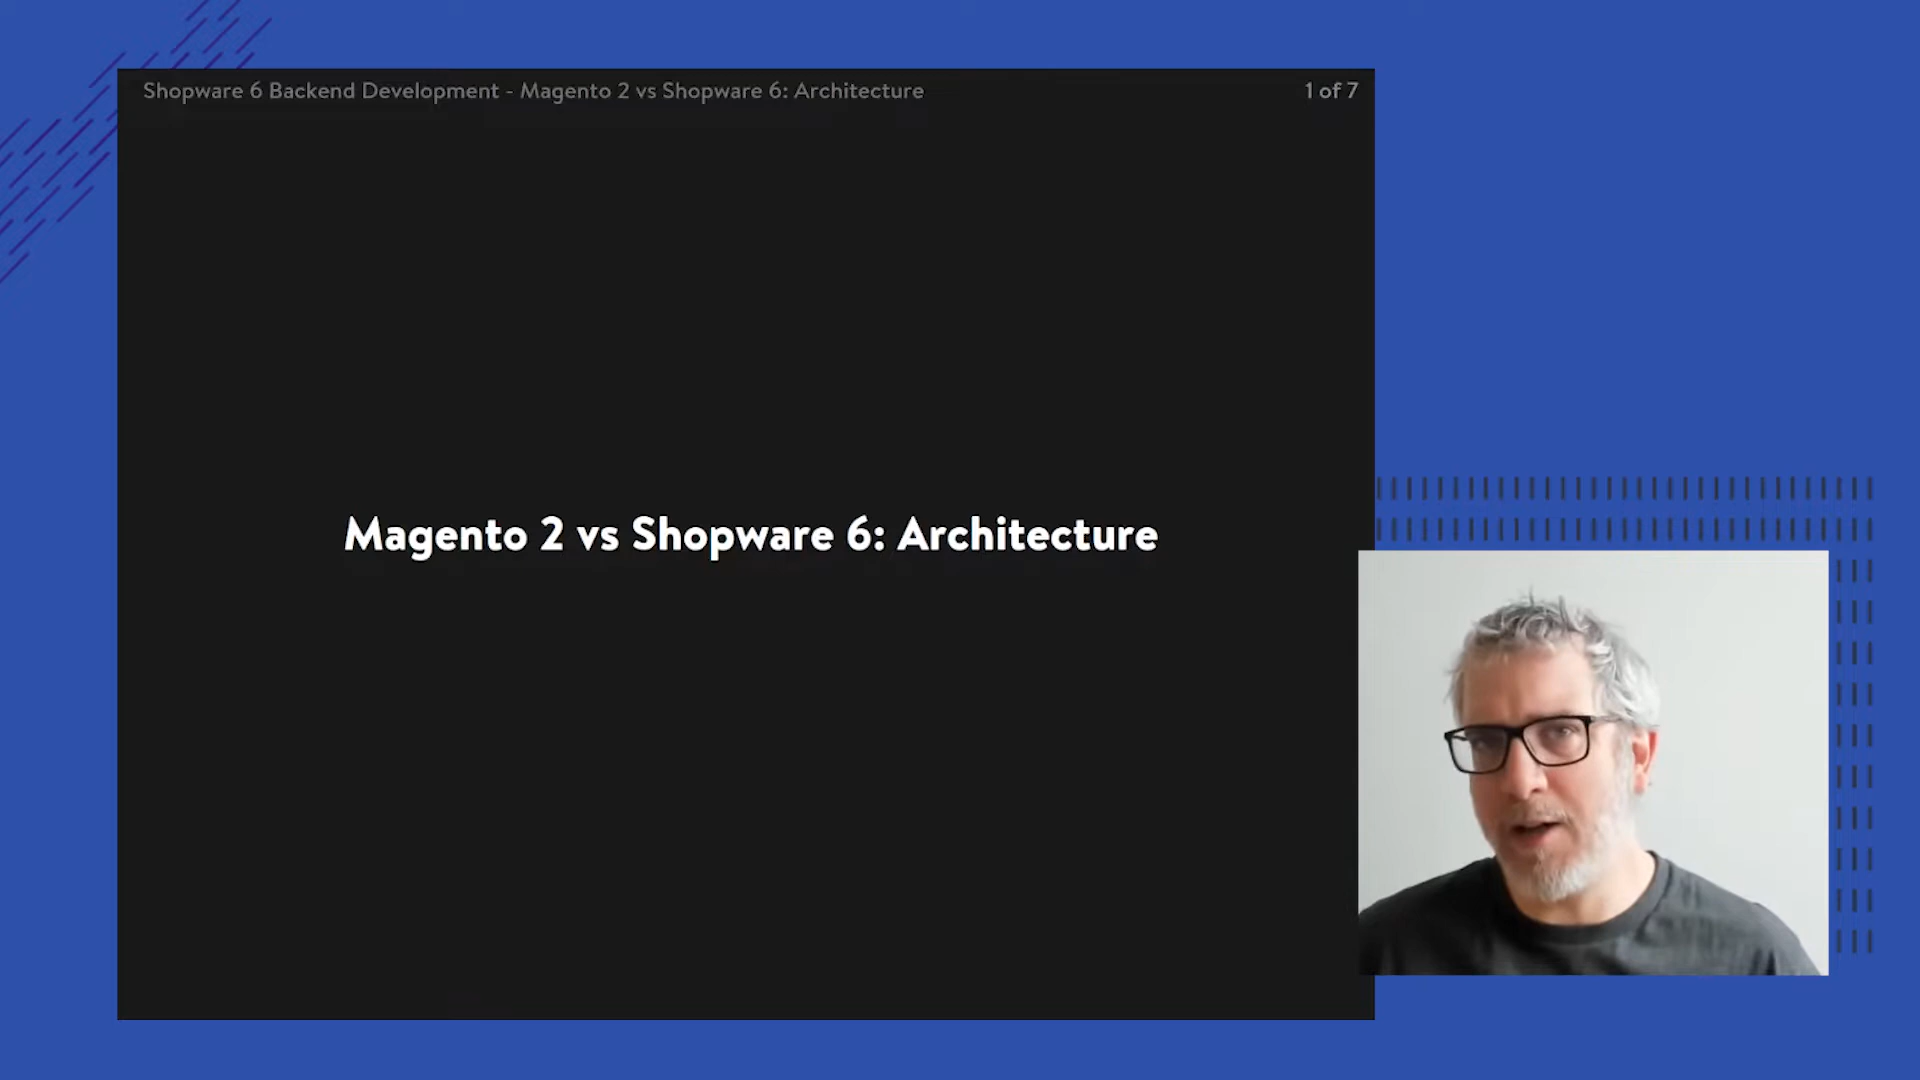 Shopware 6 Backend Development - Magento 2 vs Shopware 6: Architecture
1 of 7
Magento 2 vs Shopware 6: Architecture